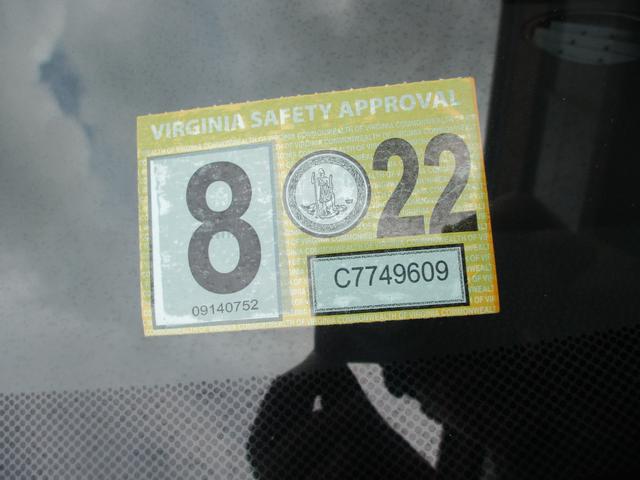 VIRGINIA SAFETY APPROVAL
8
22
09140752
C7749609